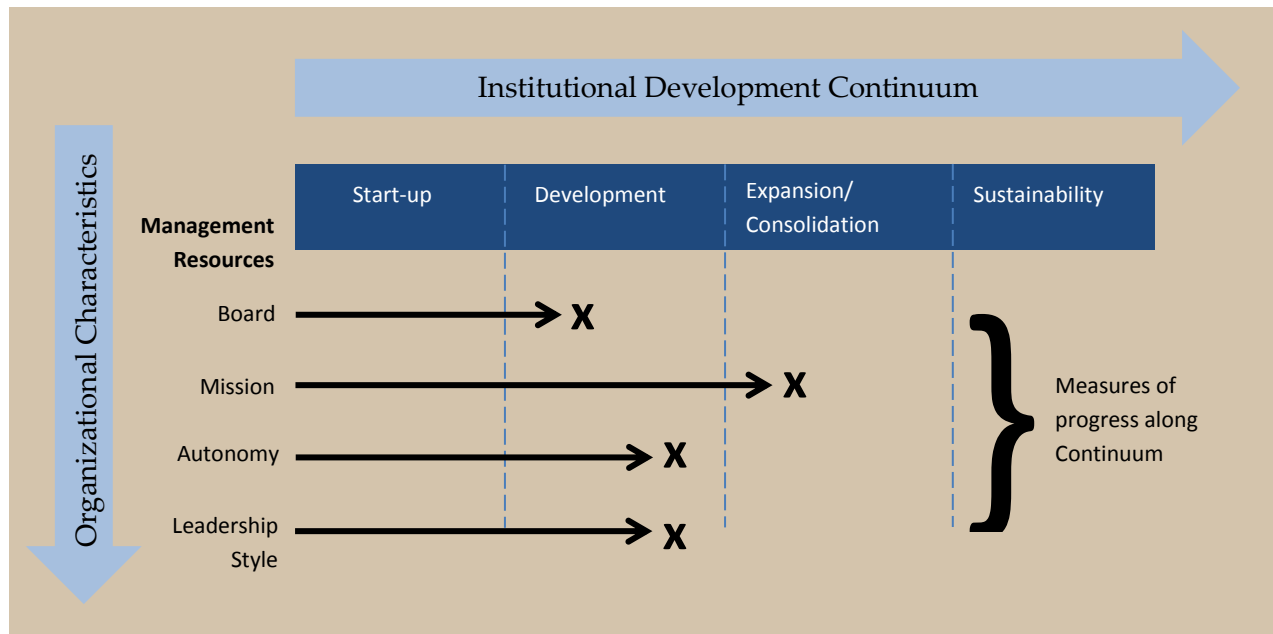 Institutional Development Continuum
Organizational Characteristics
Start-up
Development
Expansion/
Consolidation
Sustainability
Management
Resources
Board
X
Mission
X
Autonomy
X
Leadership
Style
X
Measures of
progress along
Continuum